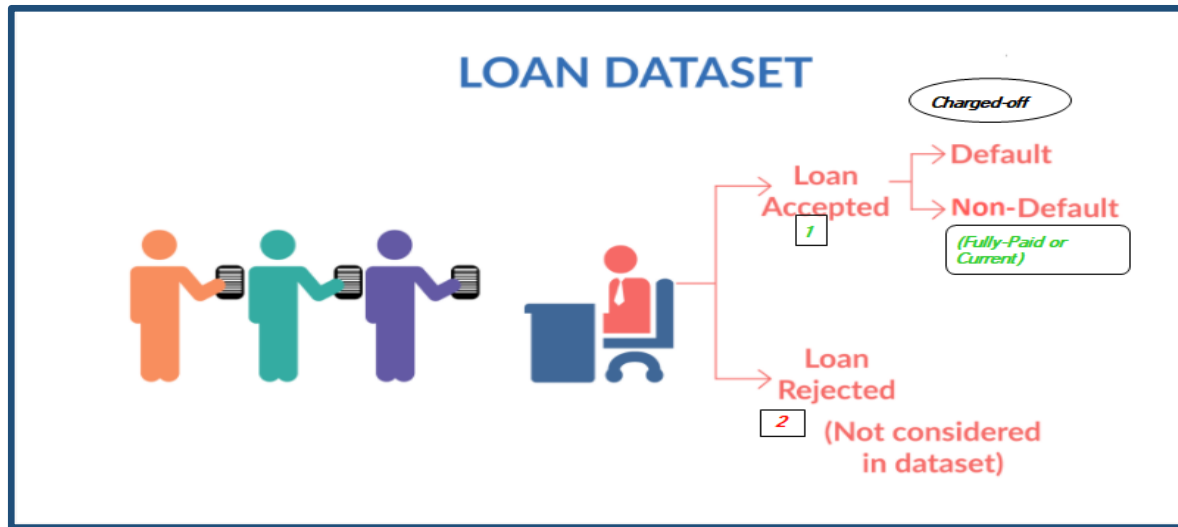 LOAN DATASET
Charged-off
Default
Loan
Accepted
1
Non-Default
(Fully-Paid or
Current)
Loan
Rejected
2
(Not considered
in dataset)